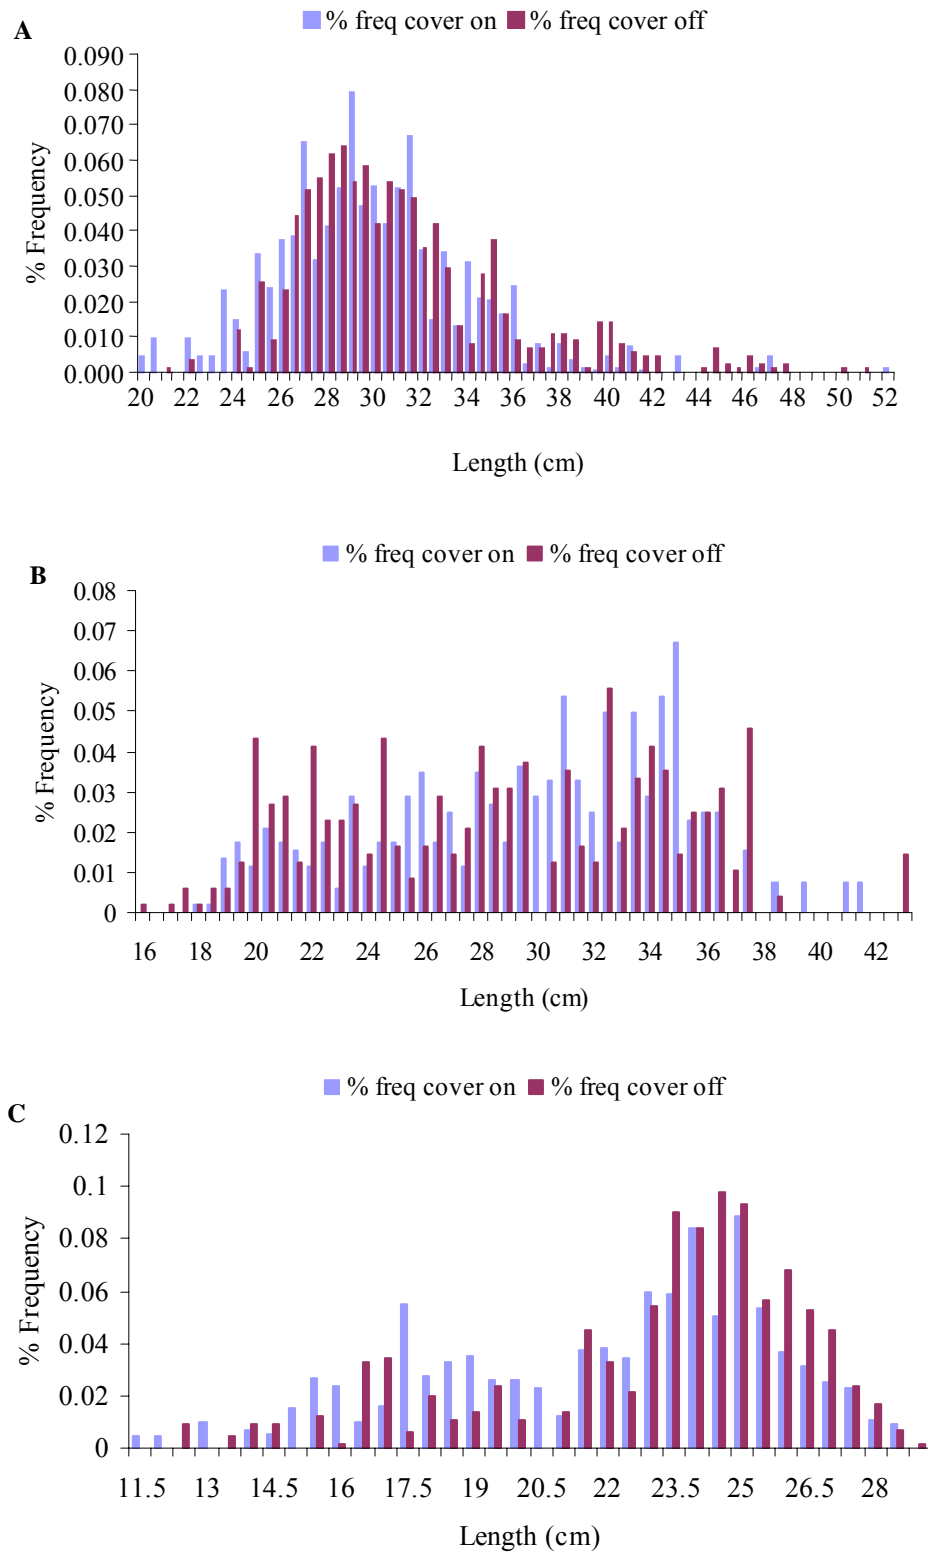 A
% freq cover on % freq cover off
0.090
0.080
0.070
0.060
0.050
0.040
0.030
0.020
0.010
0.000
% Frequency
20 22 24 26 28 30 32 34 36 38 40 42 44 46 48 50 52
Length (cm)
B
% freq cover on % freq cover off
0.08
0.07
0.06
0.05
0.04
0.03
0.02
0.01
0
% Frequency
16 18 20 22 24 26 28 30 32 34 36 38 40 42
Length (cm)
C
% freq cover on % freq cover off
0.12
0.1
0.08
0.06
0.04
0.02
0
% Frequency
11.5 13 14.5 16 17.5 19 20.5 22 23.5 25 26.5 28
Length (cm)